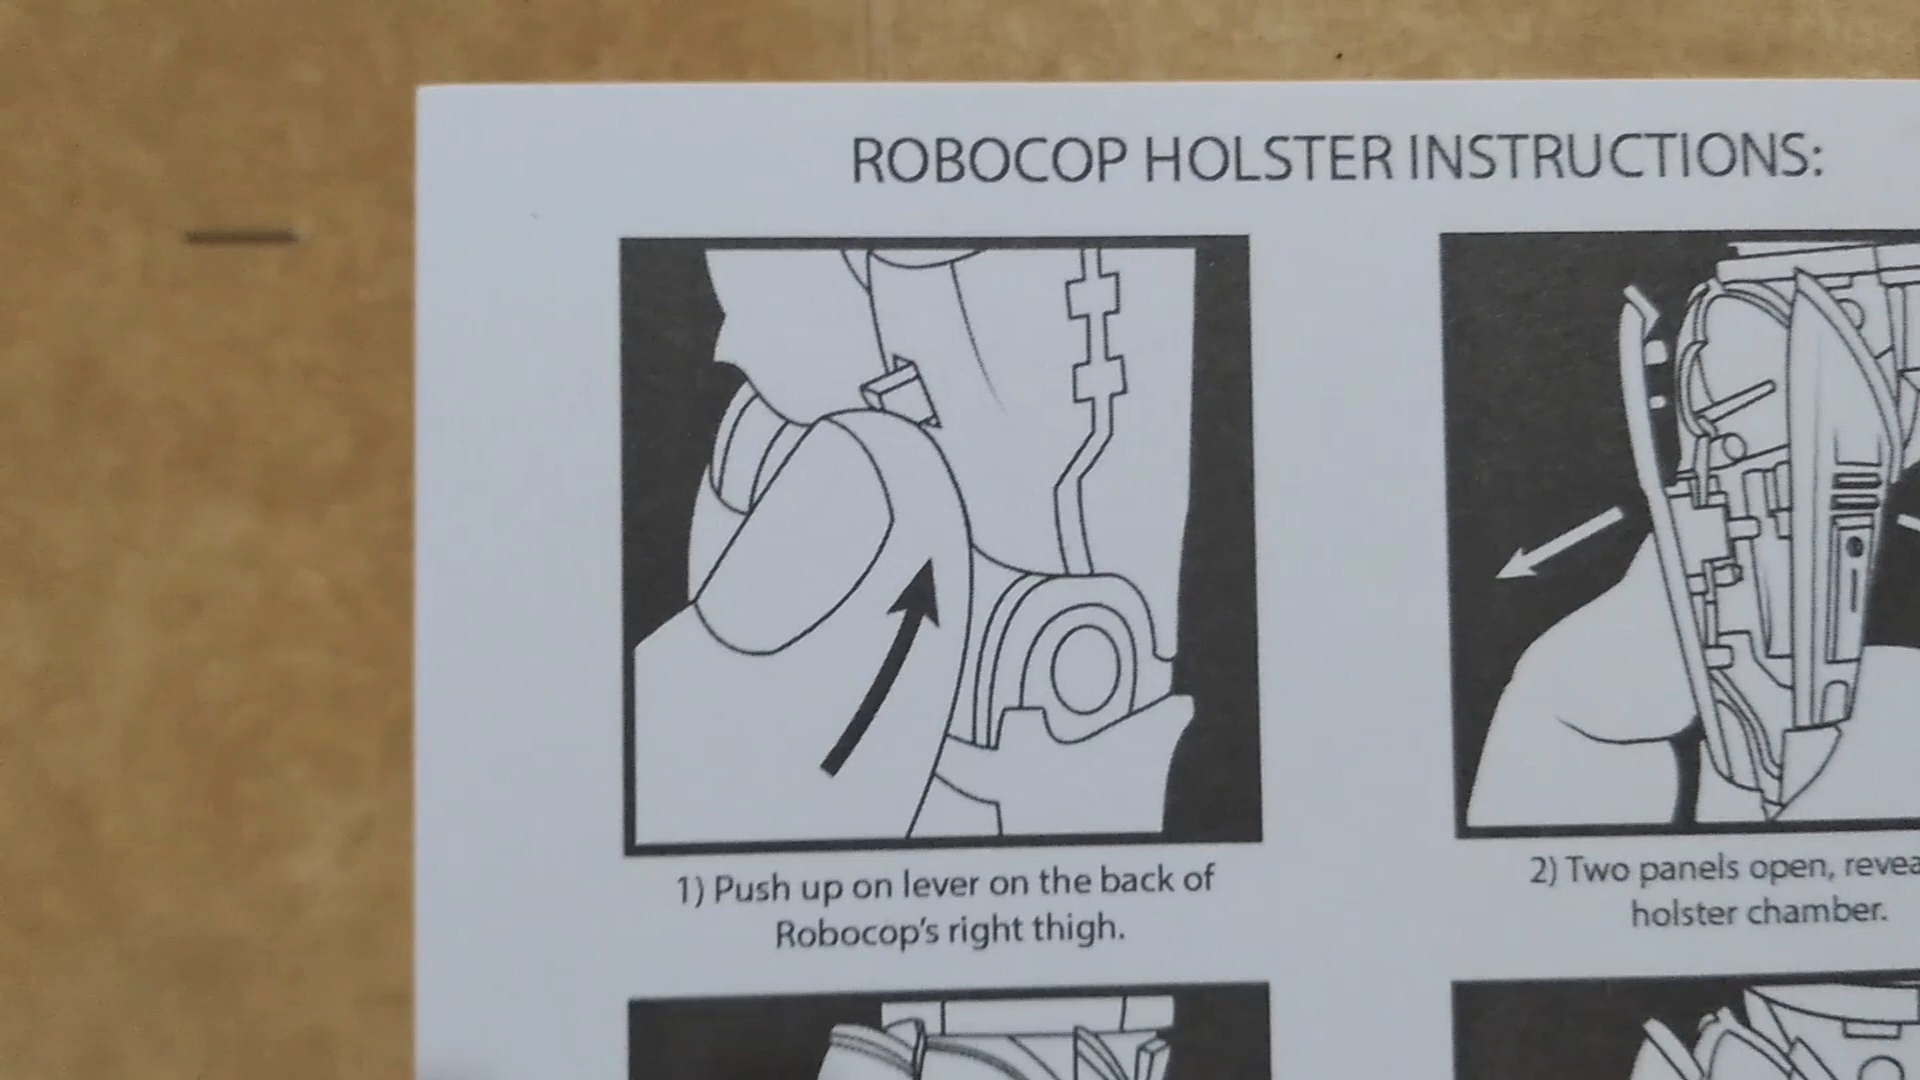 ROBOCOP HOLSTER INSTRUCTIONS:
1) Push up on lever on the back of
Robocop's right thigh.
2) Two panels open,
holster chamber.